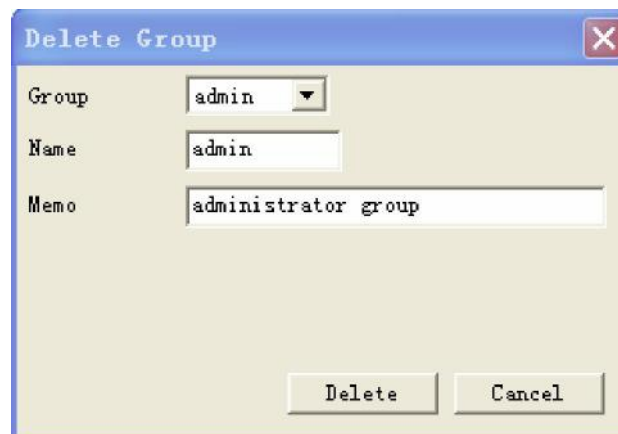 Delete Group
Group admin
Name admin
Memo administrator group
Delete Cancel